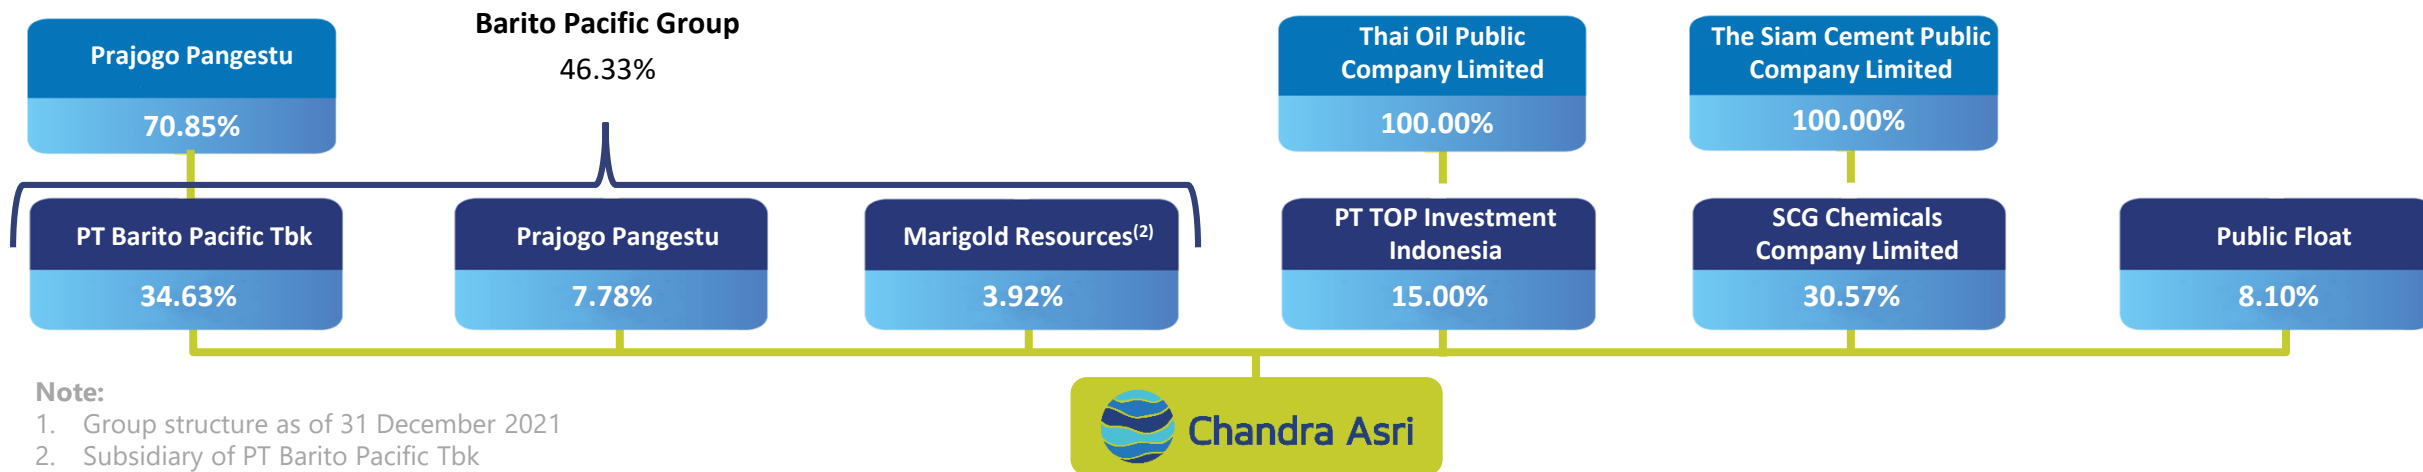 Barito Pacific Group
46.33%
Prajogo Pangestu
70.85%
Thai Oil Public
Company Limited
100.00%
The Siam Cement Public
Company Limited
100.00%
PT Barito Pacific Tbk
34.63%
Prajogo Pangestu
7.78%
Marigold Resources(2)
3.92%
PT TOP Investment
Indonesia
15.00%
SCG Chemicals
Company Limited
30.57%
Public Float
8.10%
Chandra Asri
Note:
1. Group structure as of 31 December 2021
2. Subsidiary of PT Barito Pacific Tbk